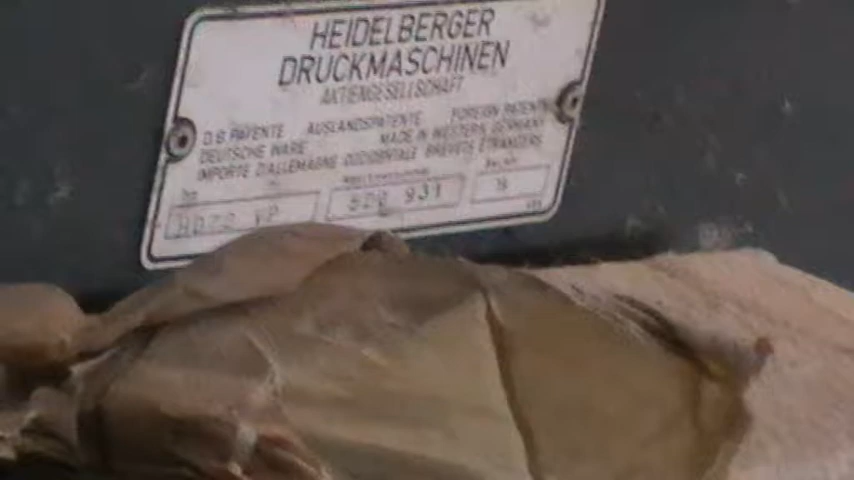 HEIDELBERGER
DRUCKMASCHINEN
AKTIENGESELLSCHAFT
D.B.PATENTE AUSLANDSPATENTE FOREIGN PATENTS
DEUTSCHE WARE MADE IN WESTERN GERMANY
IMPORTE D'ALLEMAGNE OCCIDENTALE BREVETS ETRANGERS
931